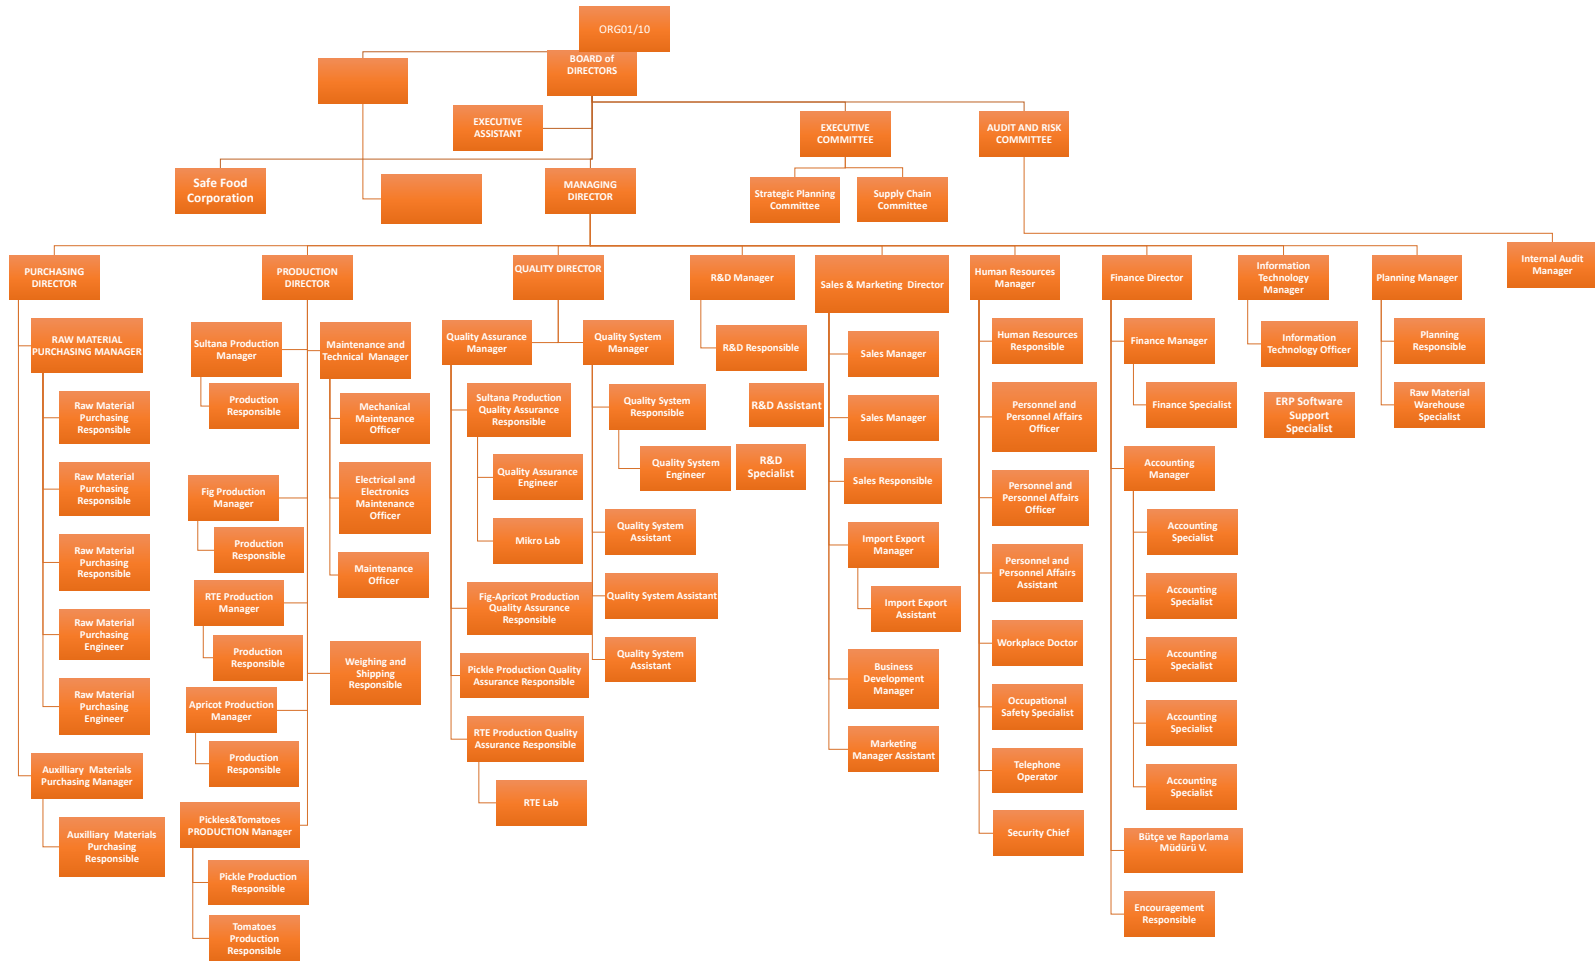 ORG01/10
BOARD of
DIRECTORS
EXECUTIVE
ASSISTANT
EXECUTIVE
COMMITTEE
AUDIT AND RISK
COMMITTEE
Safe Food
Corporation
MANAGING
DIRECTOR
Strategic Planning
Committee
Supply Chain
Committee
PURCHASING
DIRECTOR
PRODUCTION
DIRECTOR
QUALITY DIRECTOR
R&D Manager
Sales & Marketing Director
Human Resources
Manager
Finance Director
Information
Technology
Manager
Planning Manager
Internal Audit
Manager
RAW MATERIAL
PURCHASING MANAGER
Raw Material
Purchasing
Responsible
Raw Material
Purchasing
Responsible
Raw Material
Purchasing
Responsible
Raw Material
Purchasing
Engineer
Raw Material
Purchasing
Engineer
Auxilliary Materials
Purchasing Manager
Auxilliary Materials
Purchasing
Responsible
Sultana Production
Manager
Production
Responsible
Fig Production
Manager
Production
Responsible
RTE Production
Manager
Production
Responsible
Apricot Production
Manager
Production
Responsible
Pickles&Tomatoes
PRODUCTION Manager
Pickle Production
Responsible
Tomatoes
Production
Responsible
Maintenance and
Technical Manager
Mechanical
Maintenance
Officer
Electrical and
Electronics
Maintenance
Officer
Maintenance
Officer
Weighing and
Shipping
Responsible
Quality Assurance
Manager
Sultana Production
Quality Assurance
Responsible
Quality Assurance
Engineer
Mikro Lab
Fig-Apricot Production
Quality Assurance
Responsible
Pickle Production Quality
Assurance Responsible
RTE Production Quality
Assurance Responsible
RTE Lab
Quality System
Manager
Quality System
Responsible
Quality System
Engineer
Quality System
Assistant
Quality System Assistant
Quality System
Assistant
R&D Responsible
R&D Assistant
R&D
Specialist
Sales Manager
Sales Manager
Sales Responsible
Import Export
Manager
Import Export
Assistant
Business
Development
Manager
Marketing
Manager Assistant
Human Resources
Responsible
Personnel and
Personnel Affairs
Officer
Personnel and
Personnel Affairs
Officer
Personnel and
Personnel Affairs
Assistant
Workplace Doctor
Occupational
Safety Specialist
Telephone
Operator
Security Chief
Finance Manager
Finance Specialist
Accounting
Manager
Accounting
Specialist
Accounting
Specialist
Accounting
Specialist
Accounting
Specialist
Accounting
Specialist
Bütçe ve Raporlama
Müdürü V.
Encouragement
Responsible
Information
Technology Officer
ERP Software
Support
Specialist
Planning
Responsible
Raw Material
Warehouse
Specialist